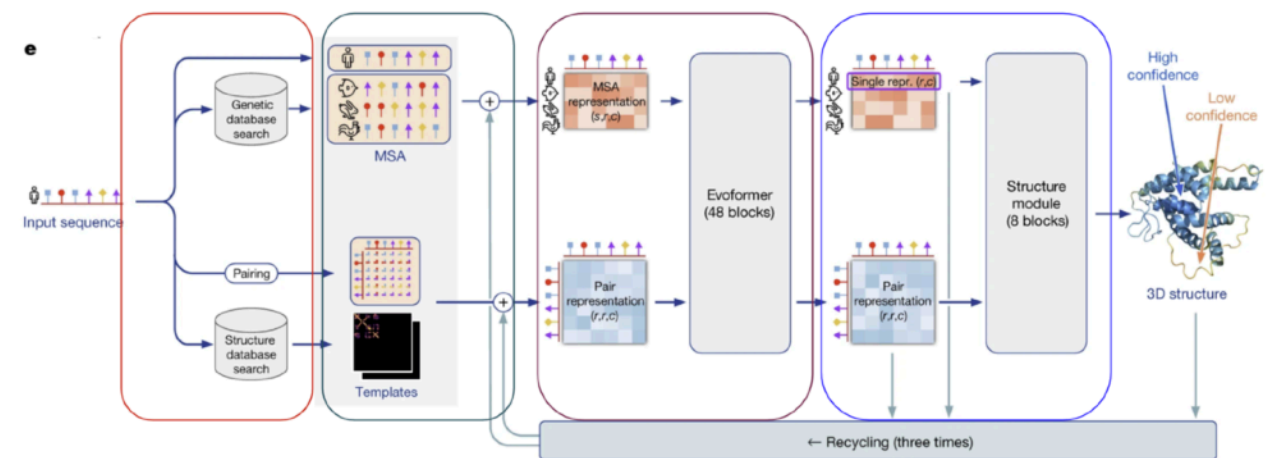 e
Input sequence
Genetic
database
search
Pairing
Structure
database
search
MSA
Templates
+
+
MSA
representation
(s,r,c)
Pair
representation
(r,r,c)
Evoformer
(48 blocks)
Single repr. (r,c)
Pair
representation
(r,r,c)
Structure
module
(8 blocks)
High
confidence
Low
confidence
3D structure
← Recycling (three times)